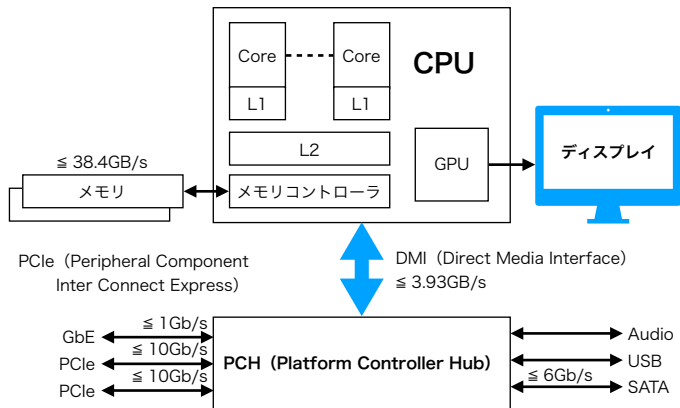 Core
Core
CPU
L1
L1
L2
GPU
ディスプレイ
≦ 38.4GB/s
メモリ
メモリコントローラ
PCIe（Peripheral Component
Inter Connect Express）
DMI（Direct Media Interface）
≦ 3.93GB/s
≦ 1Gb/s
GbE
≦ 10Gb/s
PCIe
≦ 10Gb/s
PCIe
PCH（Platform Controller Hub）
Audio
USB
≦ 6Gb/s
SATA